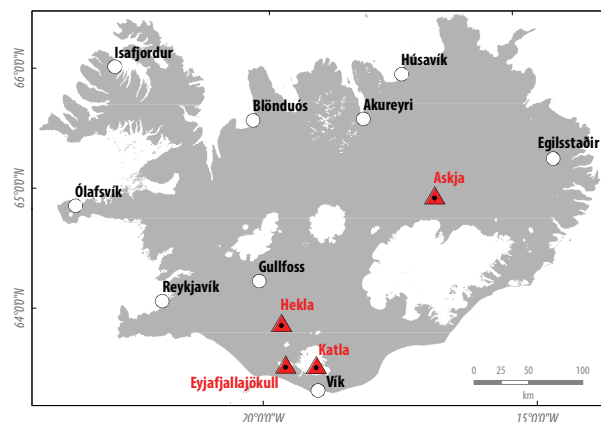 Isafjordur
Húsavík
Blönduós
Akureyri
Egilsstaðir
Askja
Ólafsvík
Gullfoss
Reykjavík
Hekla
Katla
Eyjafjallajökull
Vík
66°0'0"N
65°0'0"N
64°0'0"N
0 25 50 100
km
20°0'0"W
15°0'0"W